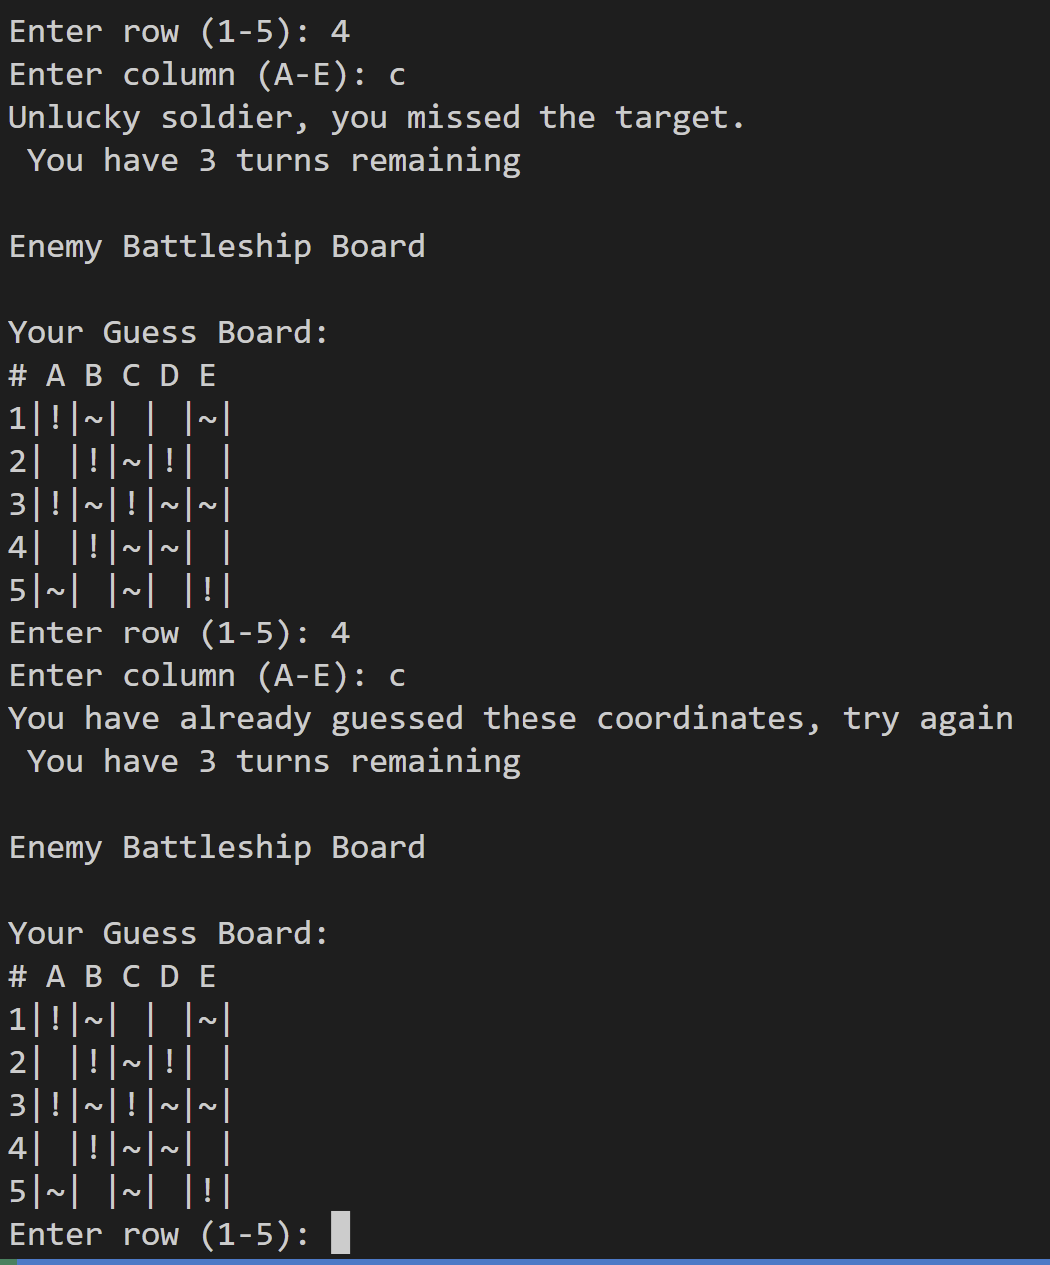 Enter row (1-5): 4
Enter column (A-E): c
Unlucky soldier, you missed the target.
 You have 3 turns remaining

Enemy Battleship Board

Your Guess Board:
# A B C D E
1|!|~| | |~|
2| |!|~|!| |
3|!|~|!|~|~|
4| |!|~|~| |
5|~| |~| |!|
Enter row (1-5): 4
Enter column (A-E): c
You have already guessed these coordinates, try again
 You have 3 turns remaining

Enemy Battleship Board

Your Guess Board:
# A B C D E
1|!|~| | |~|
2| |!|~|!| |
3|!|~|!|~|~|
4| |!|~|~| |
5|~| |~| |!|
Enter row (1-5):